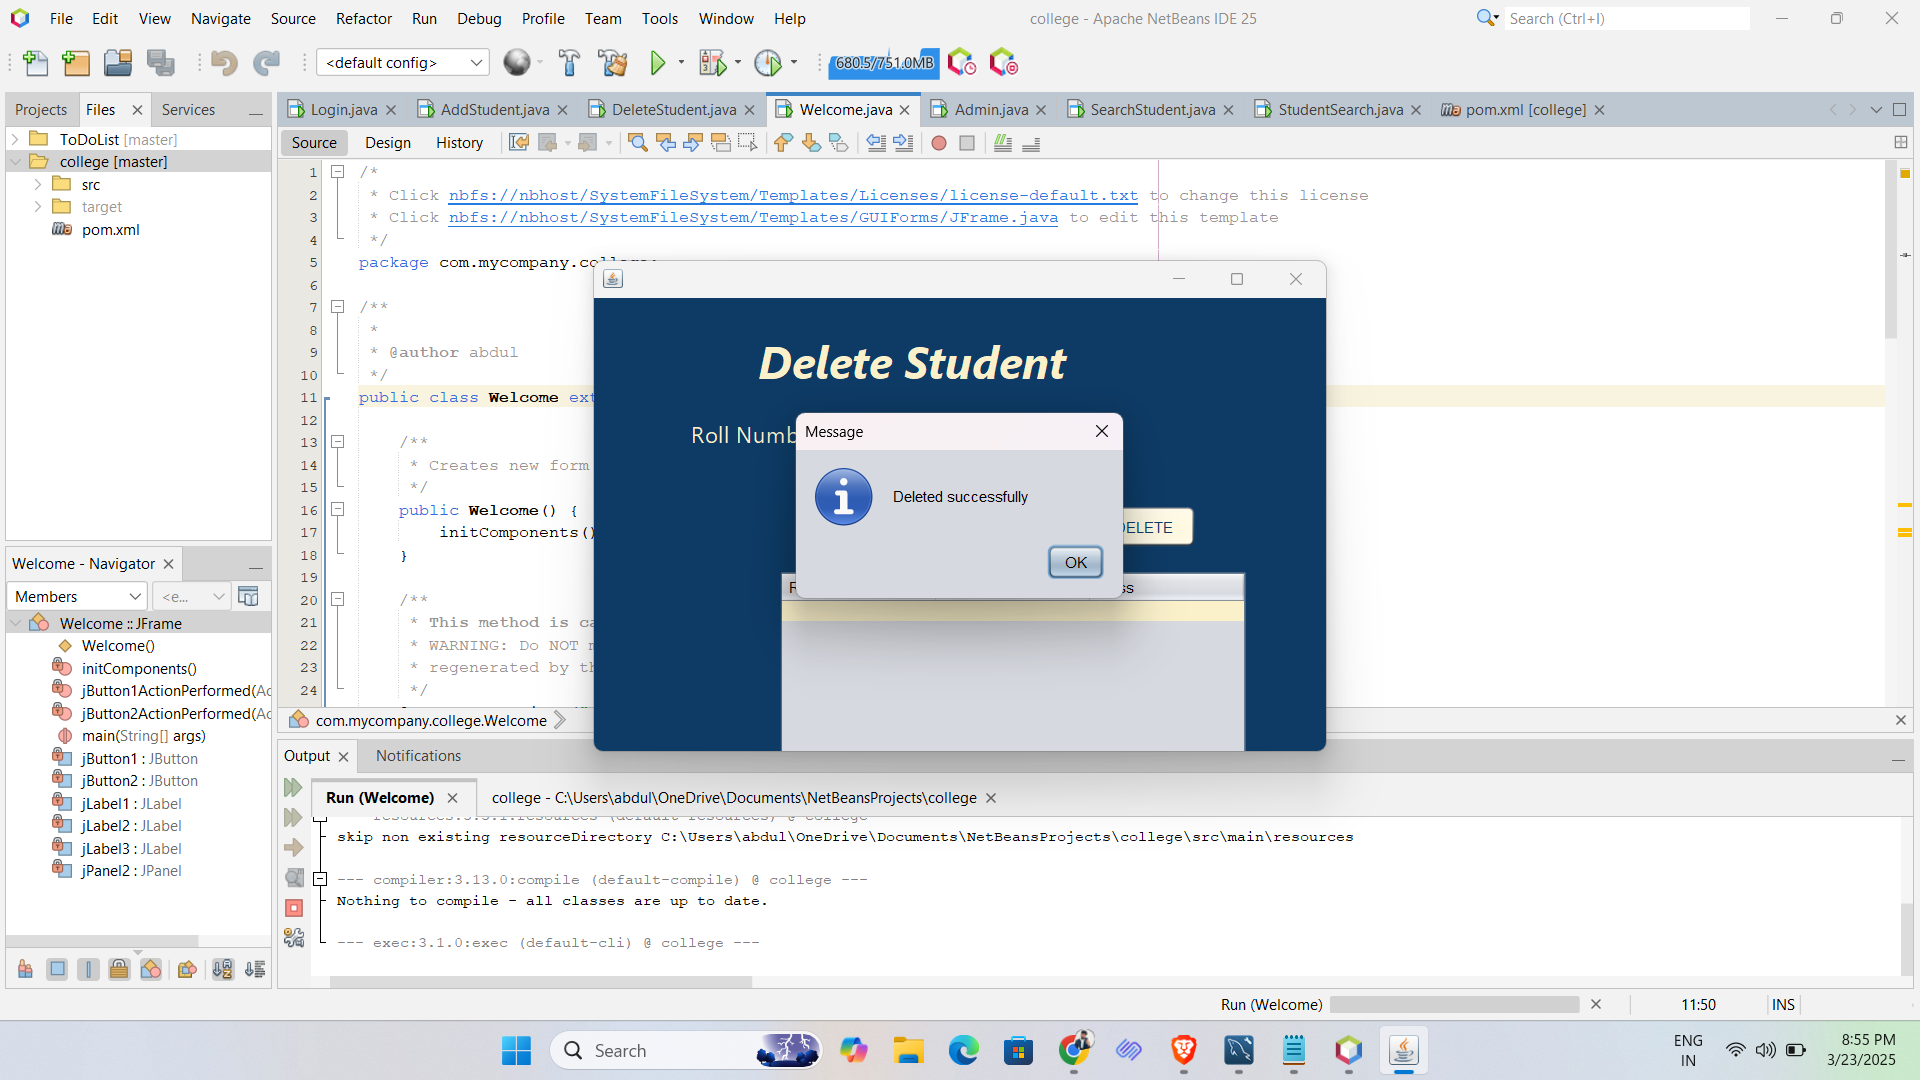 File Edit View Navigate Source Refactor Run Debug Profile Team Tools Window Help
college - Apache NetBeans IDE 25
Search (Ctrl+I)
<default config>
680.5/751.0MB
Projects Files Services
Login.java AddStudent.java DeleteStudent.java Welcome.java Admin.java SearchStudent.java StudentSearch.java pom.xml [college]
Source Design History
ToDoList [master]
college [master]
src
target
pom.xml
1 /*
2 * Click nbfs://nbhost/SystemFileSystem/Templates/Licenses/license-default.txt to change this license
3 * Click nbfs://nbhost/SystemFileSystem/Templates/GUIForms/JFrame.java to edit this template
4 */
5 package com.mycompany.college;
6
7 /**
8 *
9 * @author abdul
10 */
11 public class Welcome ext
12
13 /**
14 * Creates new form
15 */
16 public Welcome() {
17 initComponents()
18 }
19
20 /**
21 * This method is ca
22 * WARNING: Do NOT m
23 * regenerated by th
24 */
com.mycompany.college.Welcome
Delete Student
Roll Numb
Message
Deleted successfully
OK
DELETE
ss
Welcome - Navigator
Members <e...
Welcome :: JFrame
Welcome()
initComponents()
jButton1ActionPerformed(Ac
jButton2ActionPerformed(Ac
main(String[] args)
jButton1 : JButton
jButton2 : JButton
jLabel1 : JLabel
jLabel2 : JLabel
jLabel3 : JLabel
jPanel2 : JPanel
Output Notifications
Run (Welcome) college - C:\Users\abdul\OneDrive\Documents\NetBeansProjects\college
resources:3.3.1:resources (default-resources) @ college
skip non existing resourceDirectory C:\Users\abdul\OneDrive\Documents\NetBeansProjects\college\src\main\resources
--- compiler:3.13.0:compile (default-compile) @ college ---
Nothing to compile - all classes are up to date.
--- exec:3.1.0:exec (default-cli) @ college ---
Run (Welcome)
11:50 INS
Search
ENG
IN
8:55 PM
3/23/2025